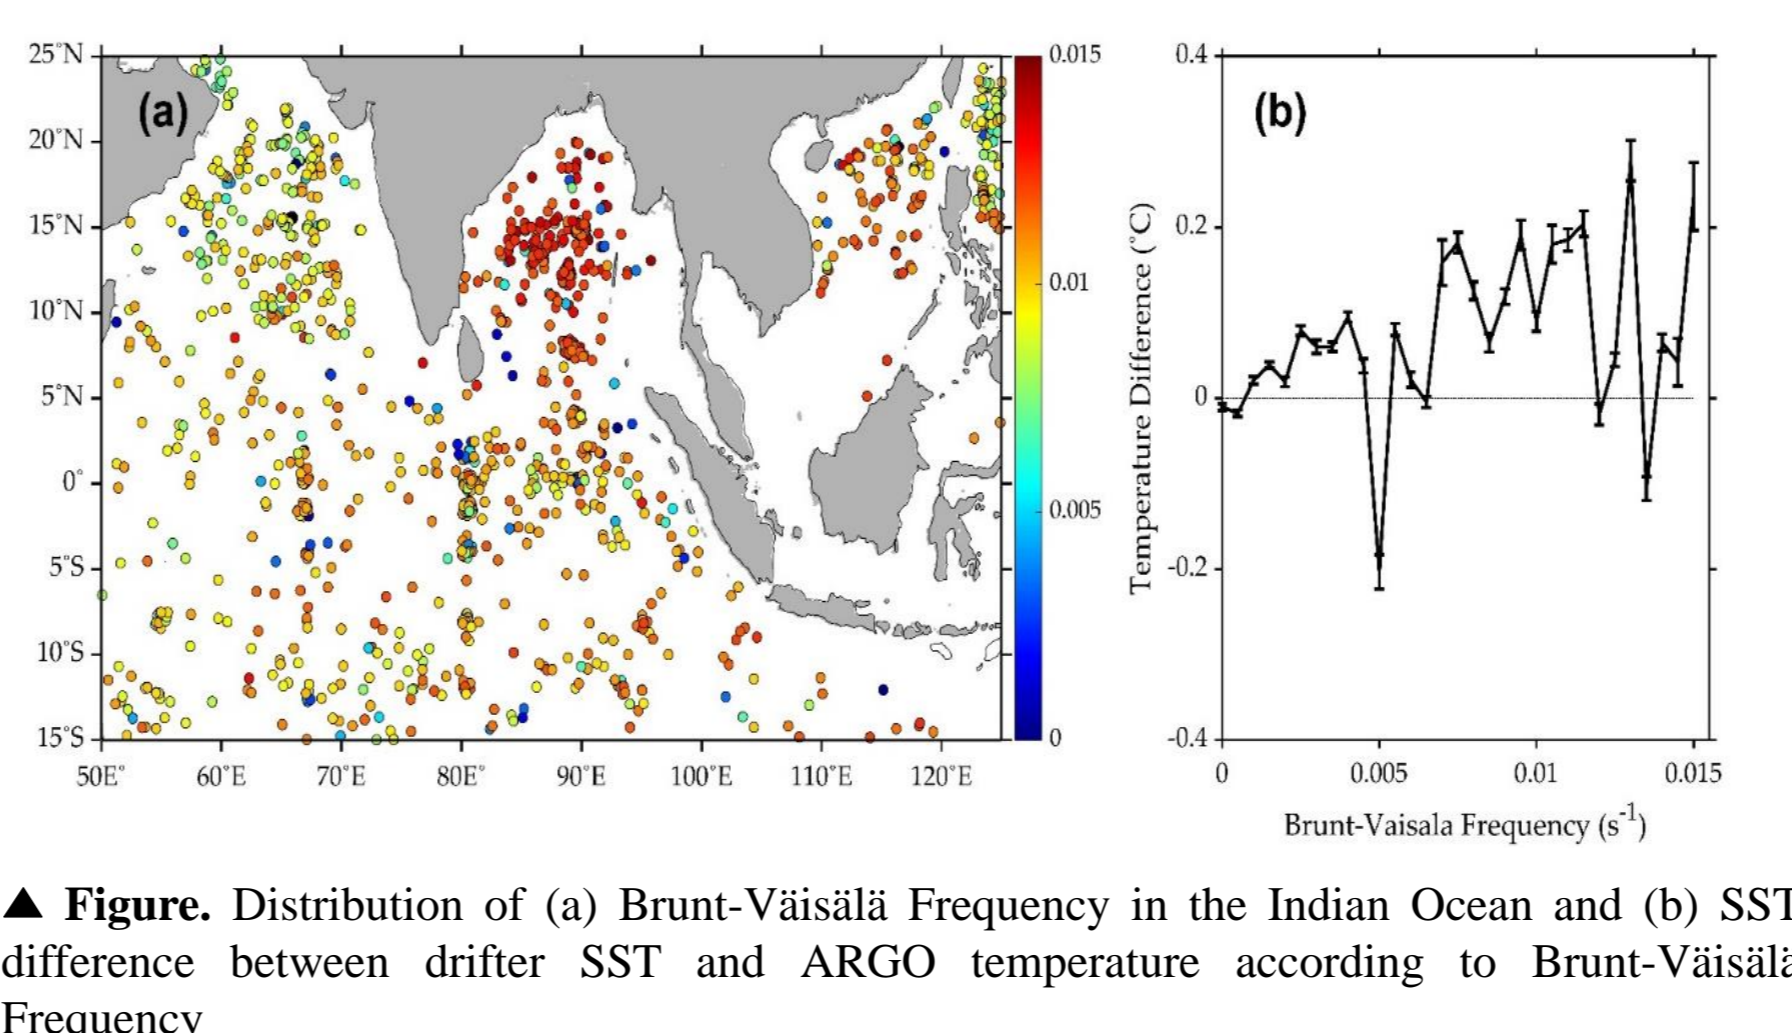 (a)
25°N
20°N
15°N
10°N
5°N
0°
5°S
10°S
15°S
50E°
60°E
70°E
80°E
90°E
100°E
110°E
120°E
0.015
0.01
0.005
0
(b)
0.4
0.2
0
-0.2
-0.4
Temperature Difference (°C)
0
0.005
0.01
0.015
Brunt-Vaisala Frequency (s-1)
▲ Figure. Distribution of (a) Brunt-Väisälä Frequency in the Indian Ocean and (b) SST
difference between drifter SST and ARGO temperature according to Brunt-Väisälä
Frequency